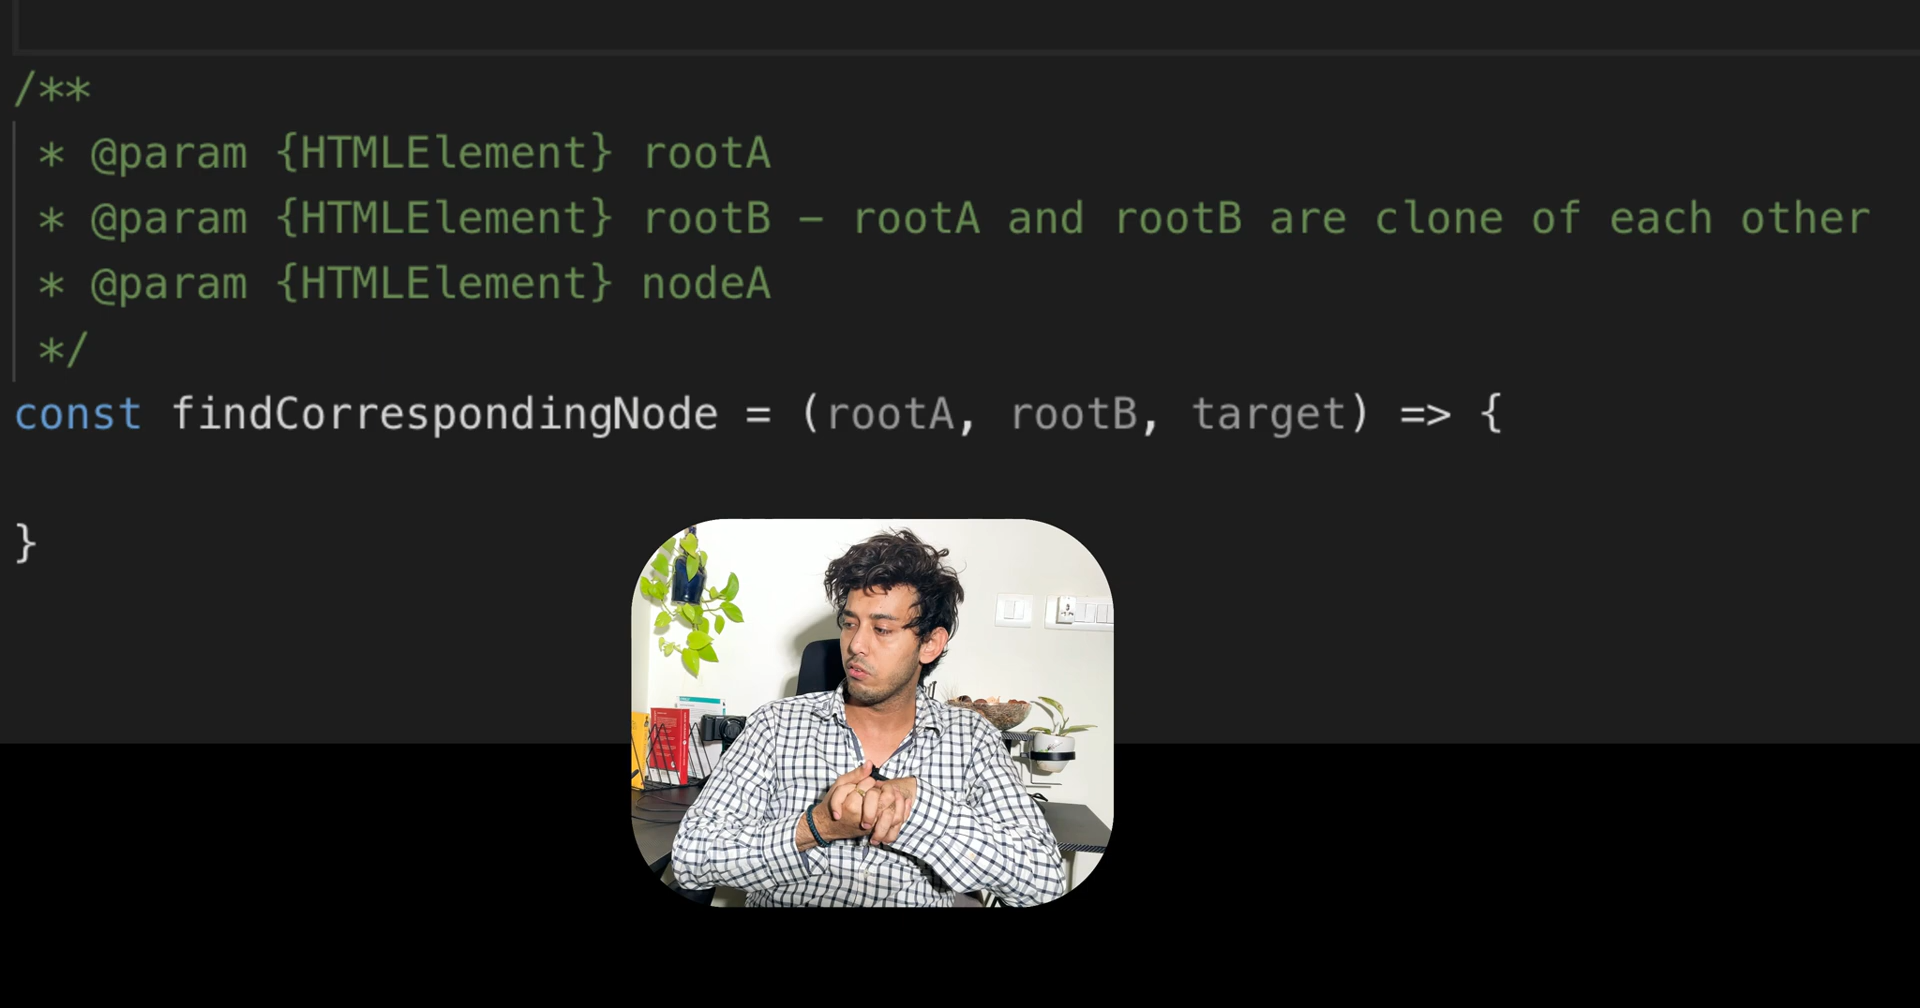 /**
 * @param {HTMLElement} rootA
 * @param {HTMLElement} rootB – rootA and rootB are clone of each other
 * @param {HTMLElement} nodeA
 */
const findCorrespondingNode = (rootA, rootB, target) => {
}